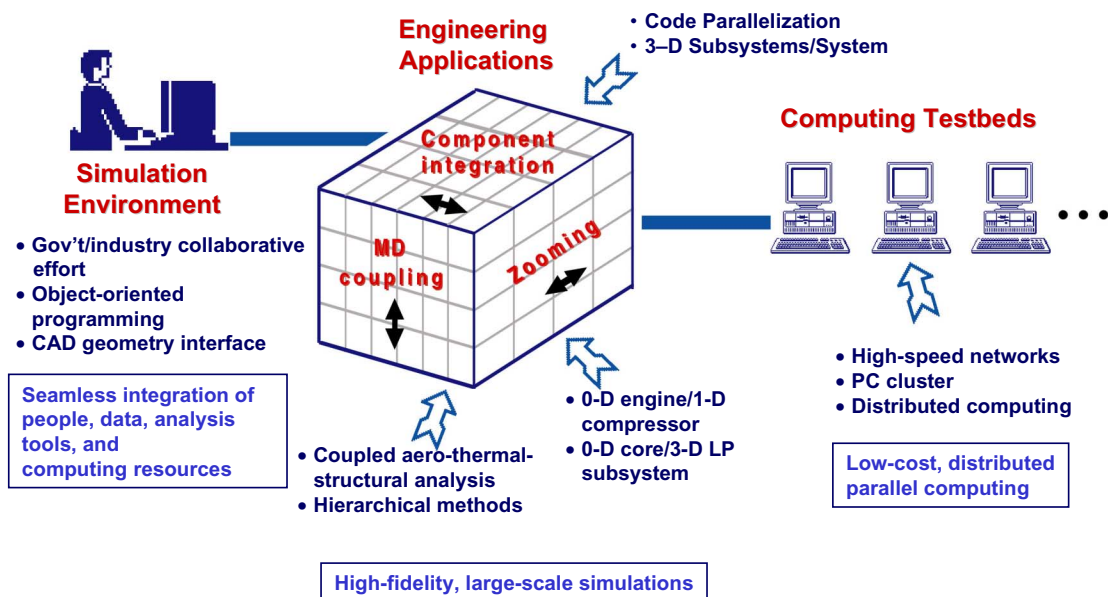 Engineering
Applications
• Code Parallelization
• 3–D Subsystems/System
Simulation
Environment
• Gov't/industry collaborative
effort
• Object-oriented
programming
• CAD geometry interface
Seamless integration of
people, data, analysis
tools, and
computing resources
Component
integration
MD
coupling
Zooming
• Coupled aero-thermal-
structural analysis
• Hierarchical methods
• 0-D engine/1-D
compressor
• 0-D core/3-D LP
subsystem
High-fidelity, large-scale simulations
Computing Testbeds
• • •
• High-speed networks
• PC cluster
• Distributed computing
Low-cost, distributed
parallel computing